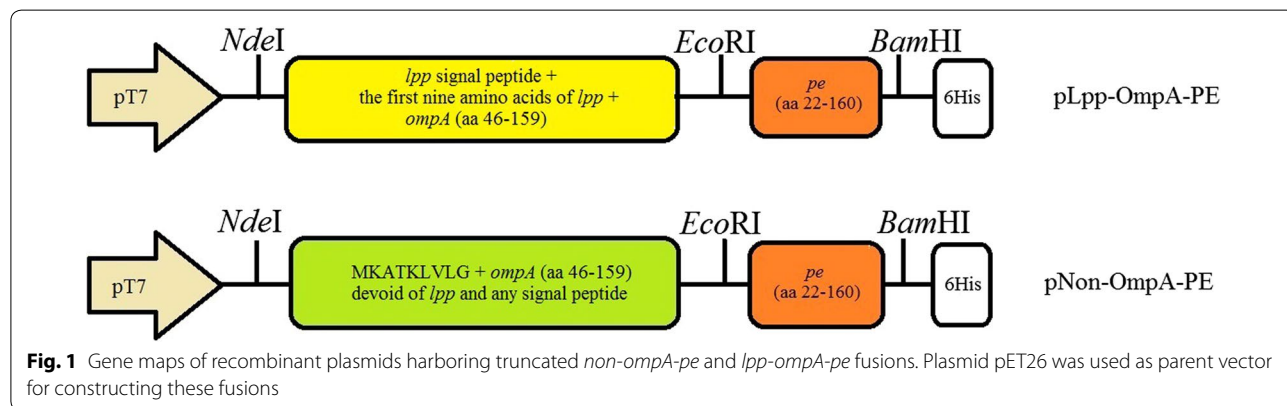 NdeI
EcoRI
BamHI
pT7
lpp signal peptide +
the first nine amino acids of lpp +
ompA (aa 46-159)
pe
(aa 22-160)
6His
pLpp-OmpA-PE
NdeI
EcoRI
BamHI
pT7
MKATKLVLG + ompA (aa 46-159)
devoid of lpp and any signal peptide
pe
(aa 22-160)
6His
pNon-OmpA-PE
Fig. 1 Gene maps of recombinant plasmids harboring truncated non-ompA-pe and lpp-ompA-pe fusions. Plasmid pET26 was used as parent vector
for constructing these fusions